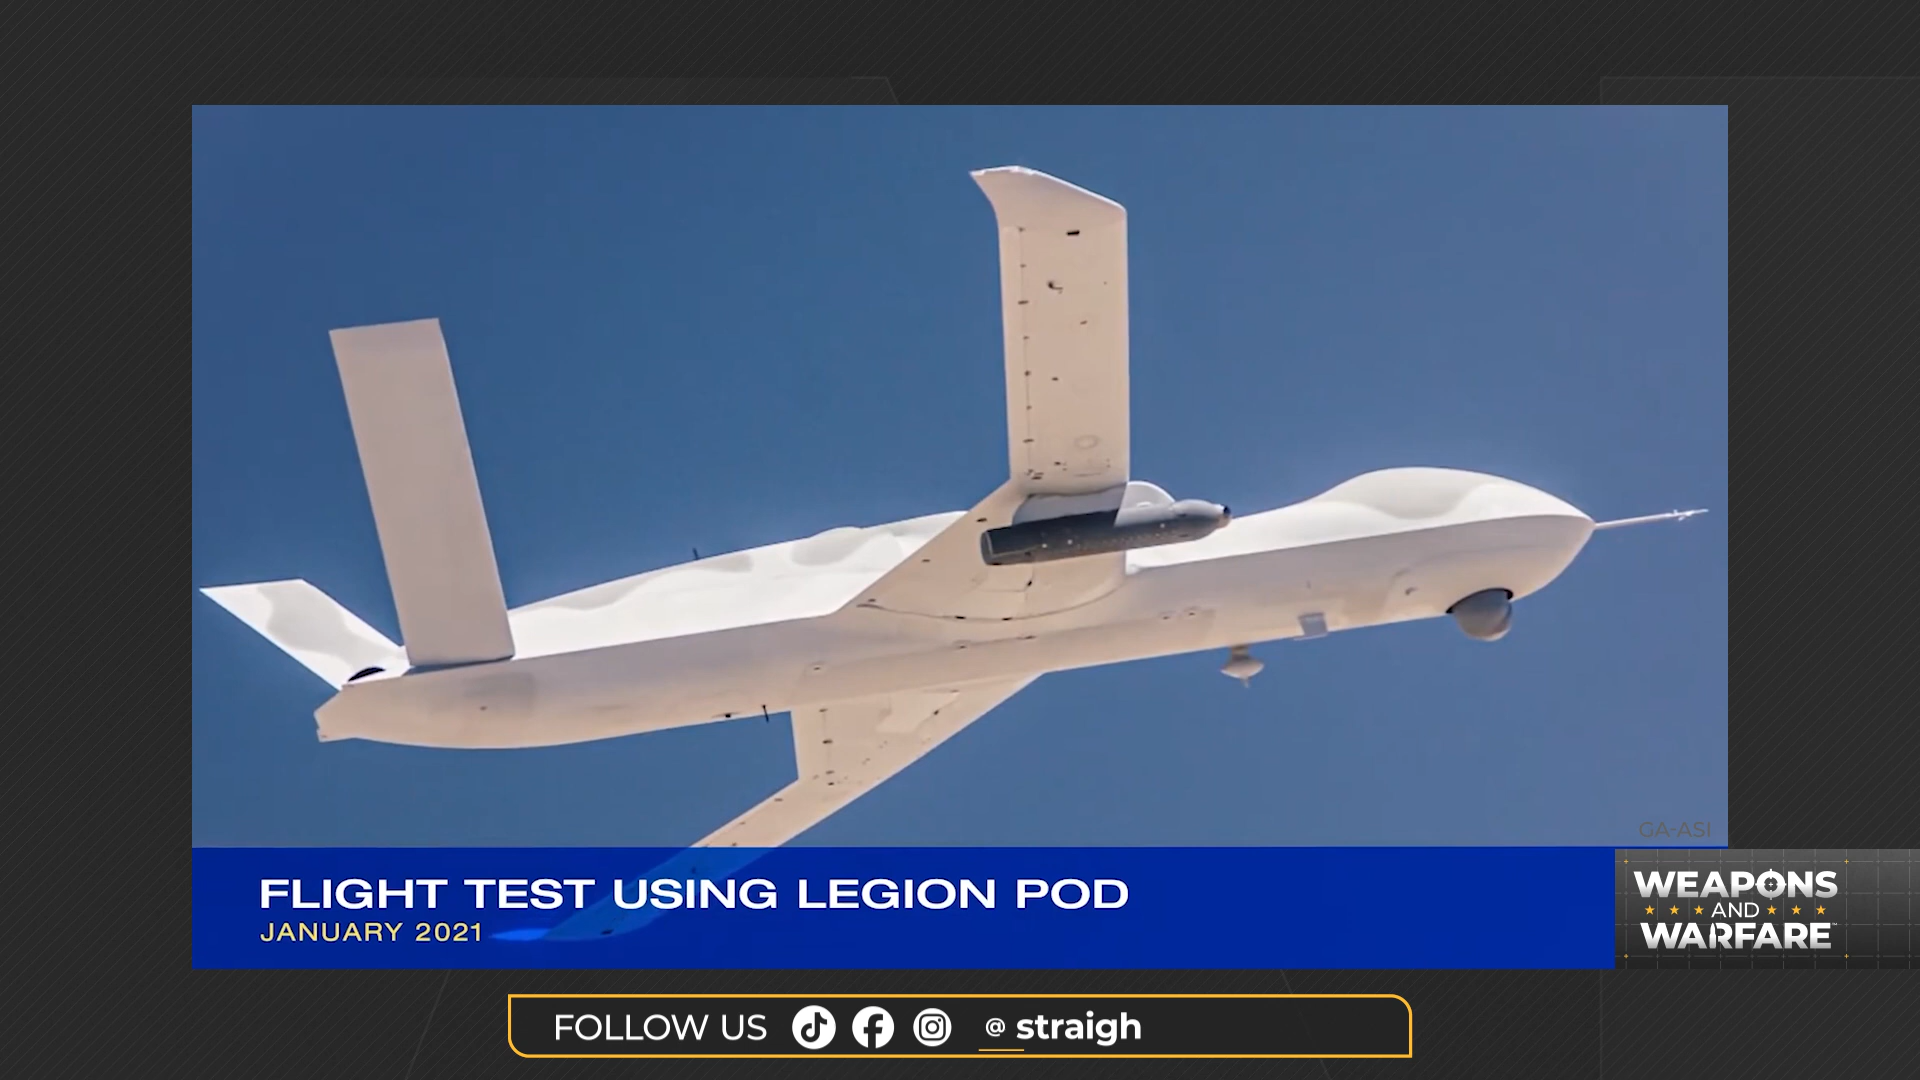 GA-ASI
FLIGHT TEST USING LEGION POD
JANUARY 2021
WEAPONS
AND
WARFARE
FOLLOW US @ straigh